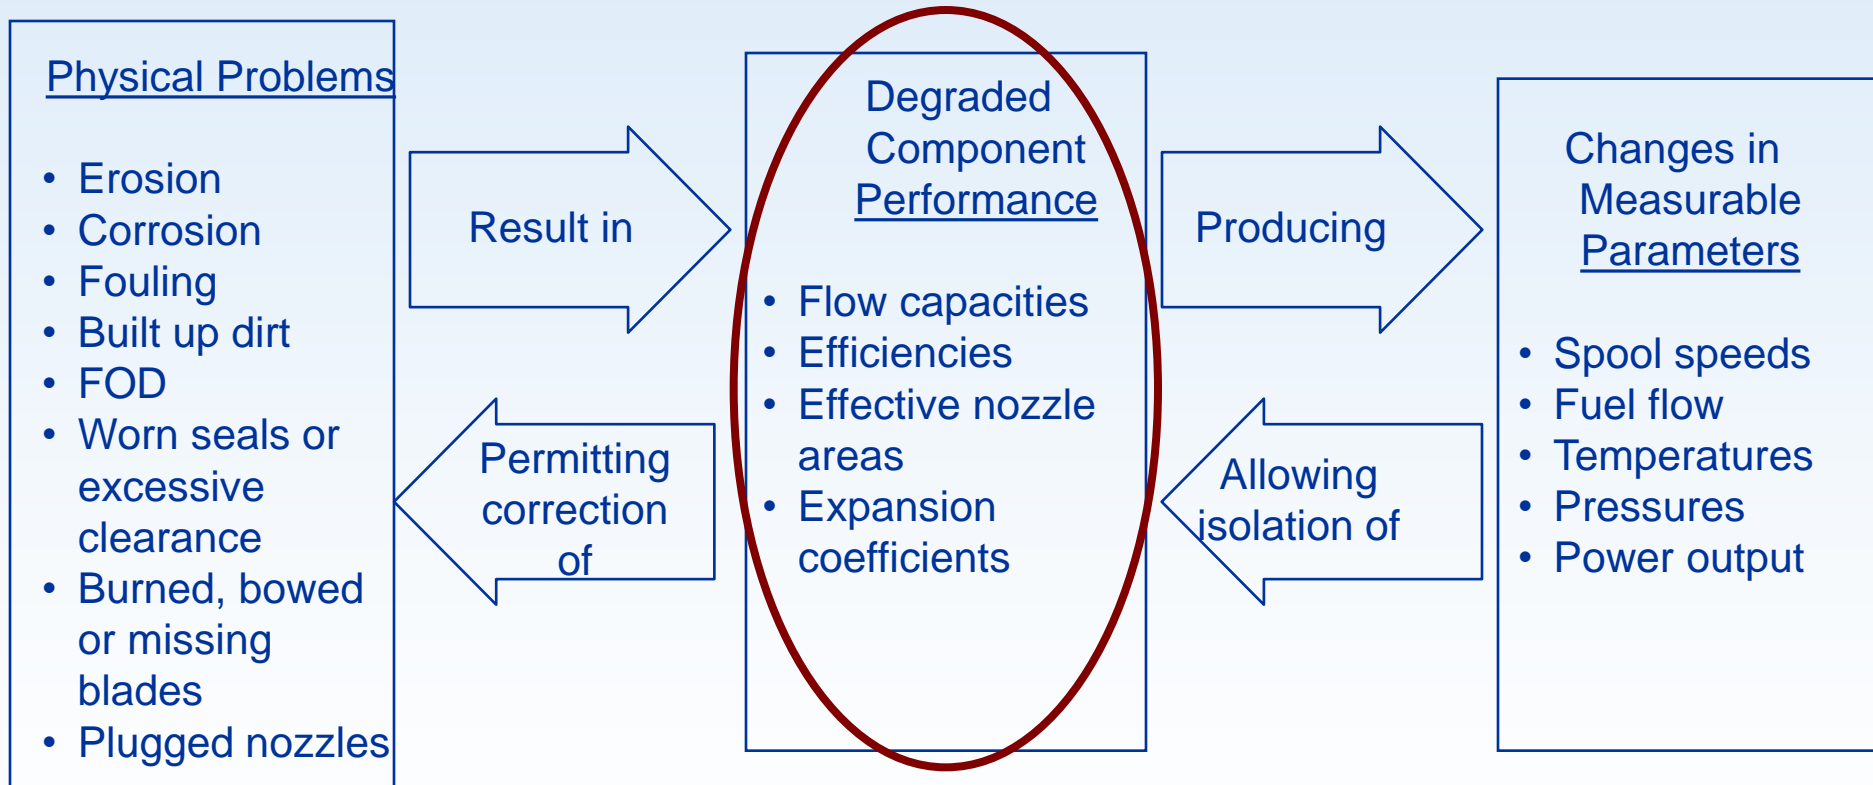 Physical Problems
• Erosion
• Corrosion
• Fouling
• Built up dirt
• FOD
• Worn seals or
excessive
clearance
• Burned, bowed
or missing
blades
• Plugged nozzles
Result in
Permitting
correction
of
Degraded
Component
Performance
• Flow capacities
• Efficiencies
• Effective nozzle
areas
• Expansion
coefficients
Producing
Allowing
isolation of
Changes in
Measurable
Parameters
• Spool speeds
• Fuel flow
• Temperatures
• Pressures
• Power output